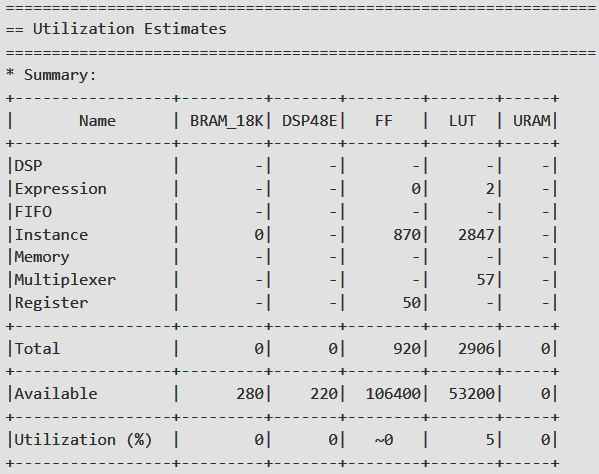 ================================================================
== Utilization Estimates
================================================================
* Summary:
+-----------------+---------+-------+--------+-------+-----+
|       Name      | BRAM_18K| DSP48E|   FF   |  LUT  | URAM|
+-----------------+---------+-------+--------+-------+-----+
|DSP              |        -|      -|       -|      -|    -|
|Expression       |        -|      -|       0|      2|    -|
|FIFO             |        -|      -|       -|      -|    -|
|Instance         |        0|      -|     870|   2847|    -|
|Memory           |        -|      -|       -|      -|    -|
|Multiplexer      |        -|      -|       -|     57|    -|
|Register         |        -|      -|      50|      -|    -|
+-----------------+---------+-------+--------+-------+-----+
|Total            |        0|      0|     920|   2906|    0|
+-----------------+---------+-------+--------+-------+-----+
|Available        |      280|    220|  106400|  53200|    0|
+-----------------+---------+-------+--------+-------+-----+
|Utilization (%)  |        0|      0|   ~0   |      5|    0|
+-----------------+---------+-------+--------+-------+-----+